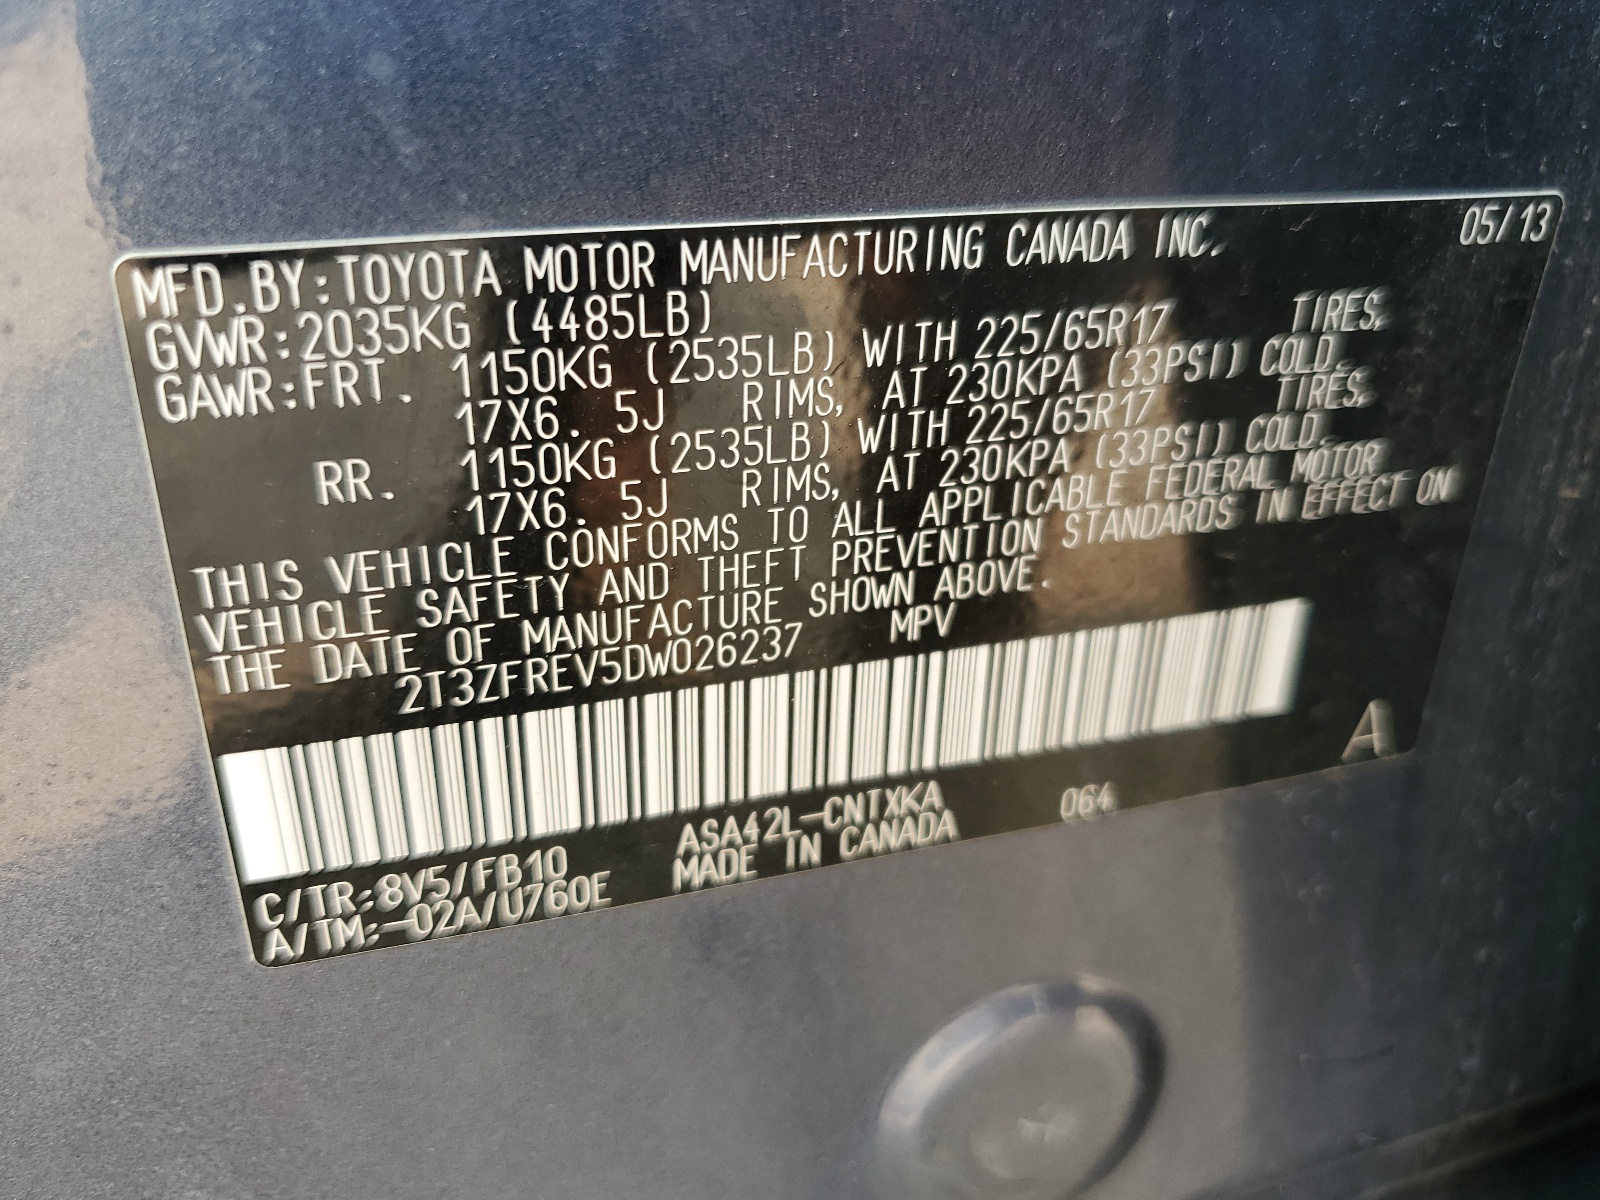 MFD.BY:TOYOTA MOTOR MANUFACTURING CANADA INC. 05/13
GVWR:2035KG (4485LB)
GAWR:FRT. 1150KG (2535LB) WITH 225/65R17 TIRES,
17X6.5J RIMS, AT 230KPA (33PSI) COLD.
RR. 1150KG (2535LB) WITH 225/65R17 TIRES,
17X6.5J RIMS, AT 230KPA (33PSI) COLD.
THIS VEHICLE CONFORMS TO ALL APPLICABLE FEDERAL MOTOR
VEHICLE SAFETY AND THEFT PREVENTION STANDARDS IN EFFECT ON
THE DATE OF MANUFACTURE SHOWN ABOVE.
2T3ZFREV5DW026237 MPV
A
C/TR:8V5/FB10 ASA42L-CNTXKA 064
A/TM:-02A/U760E MADE IN CANADA